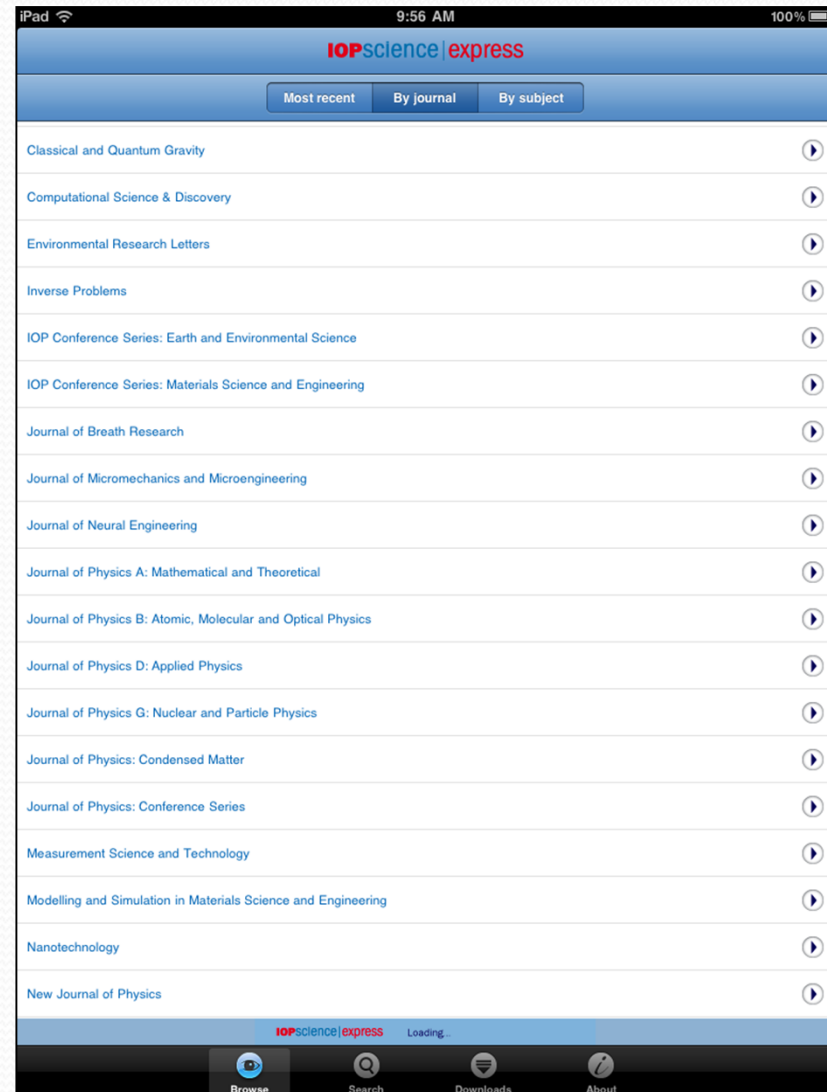 iPad 9:56 AM 100%
IOPscience|express
Most recent By journal By subject
Classical and Quantum Gravity
Computational Science & Discovery
Environmental Research Letters
Inverse Problems
IOP Conference Series: Earth and Environmental Science
IOP Conference Series: Materials Science and Engineering
Journal of Breath Research
Journal of Micromechanics and Microengineering
Journal of Neural Engineering
Journal of Physics A: Mathematical and Theoretical
Journal of Physics B: Atomic, Molecular and Optical Physics
Journal of Physics D: Applied Physics
Journal of Physics G: Nuclear and Particle Physics
Journal of Physics: Condensed Matter
Journal of Physics: Conference Series
Measurement Science and Technology
Modelling and Simulation in Materials Science and Engineering
Nanotechnology
New Journal of Physics
IOPscience|express Loading...
Browse Search Downloads About